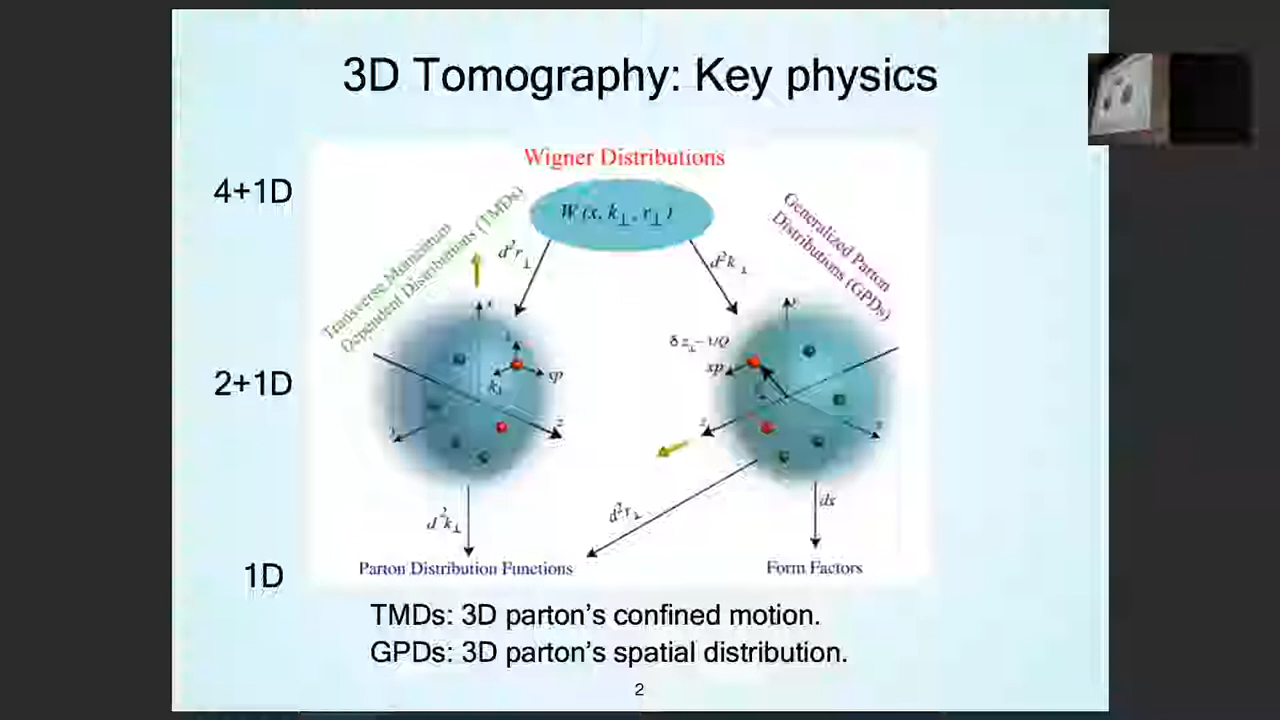 3D Tomography: Key physics
Wigner Distributions
4+1D
W (x, k⊥, r⊥)
Transverse Momentum
Dependent Distributions (TMDs)
Generalized Parton
Distributions (GPDs)
d²r⊥
d²k⊥
x
y
δ z⊥~1/Q
xp
xp
k⊥
2+1D
z
z
d²k⊥
d²r⊥
dx
Parton Distribution Functions
Form Factors
1D
TMDs: 3D parton’s confined motion.
GPDs: 3D parton’s spatial distribution.
2